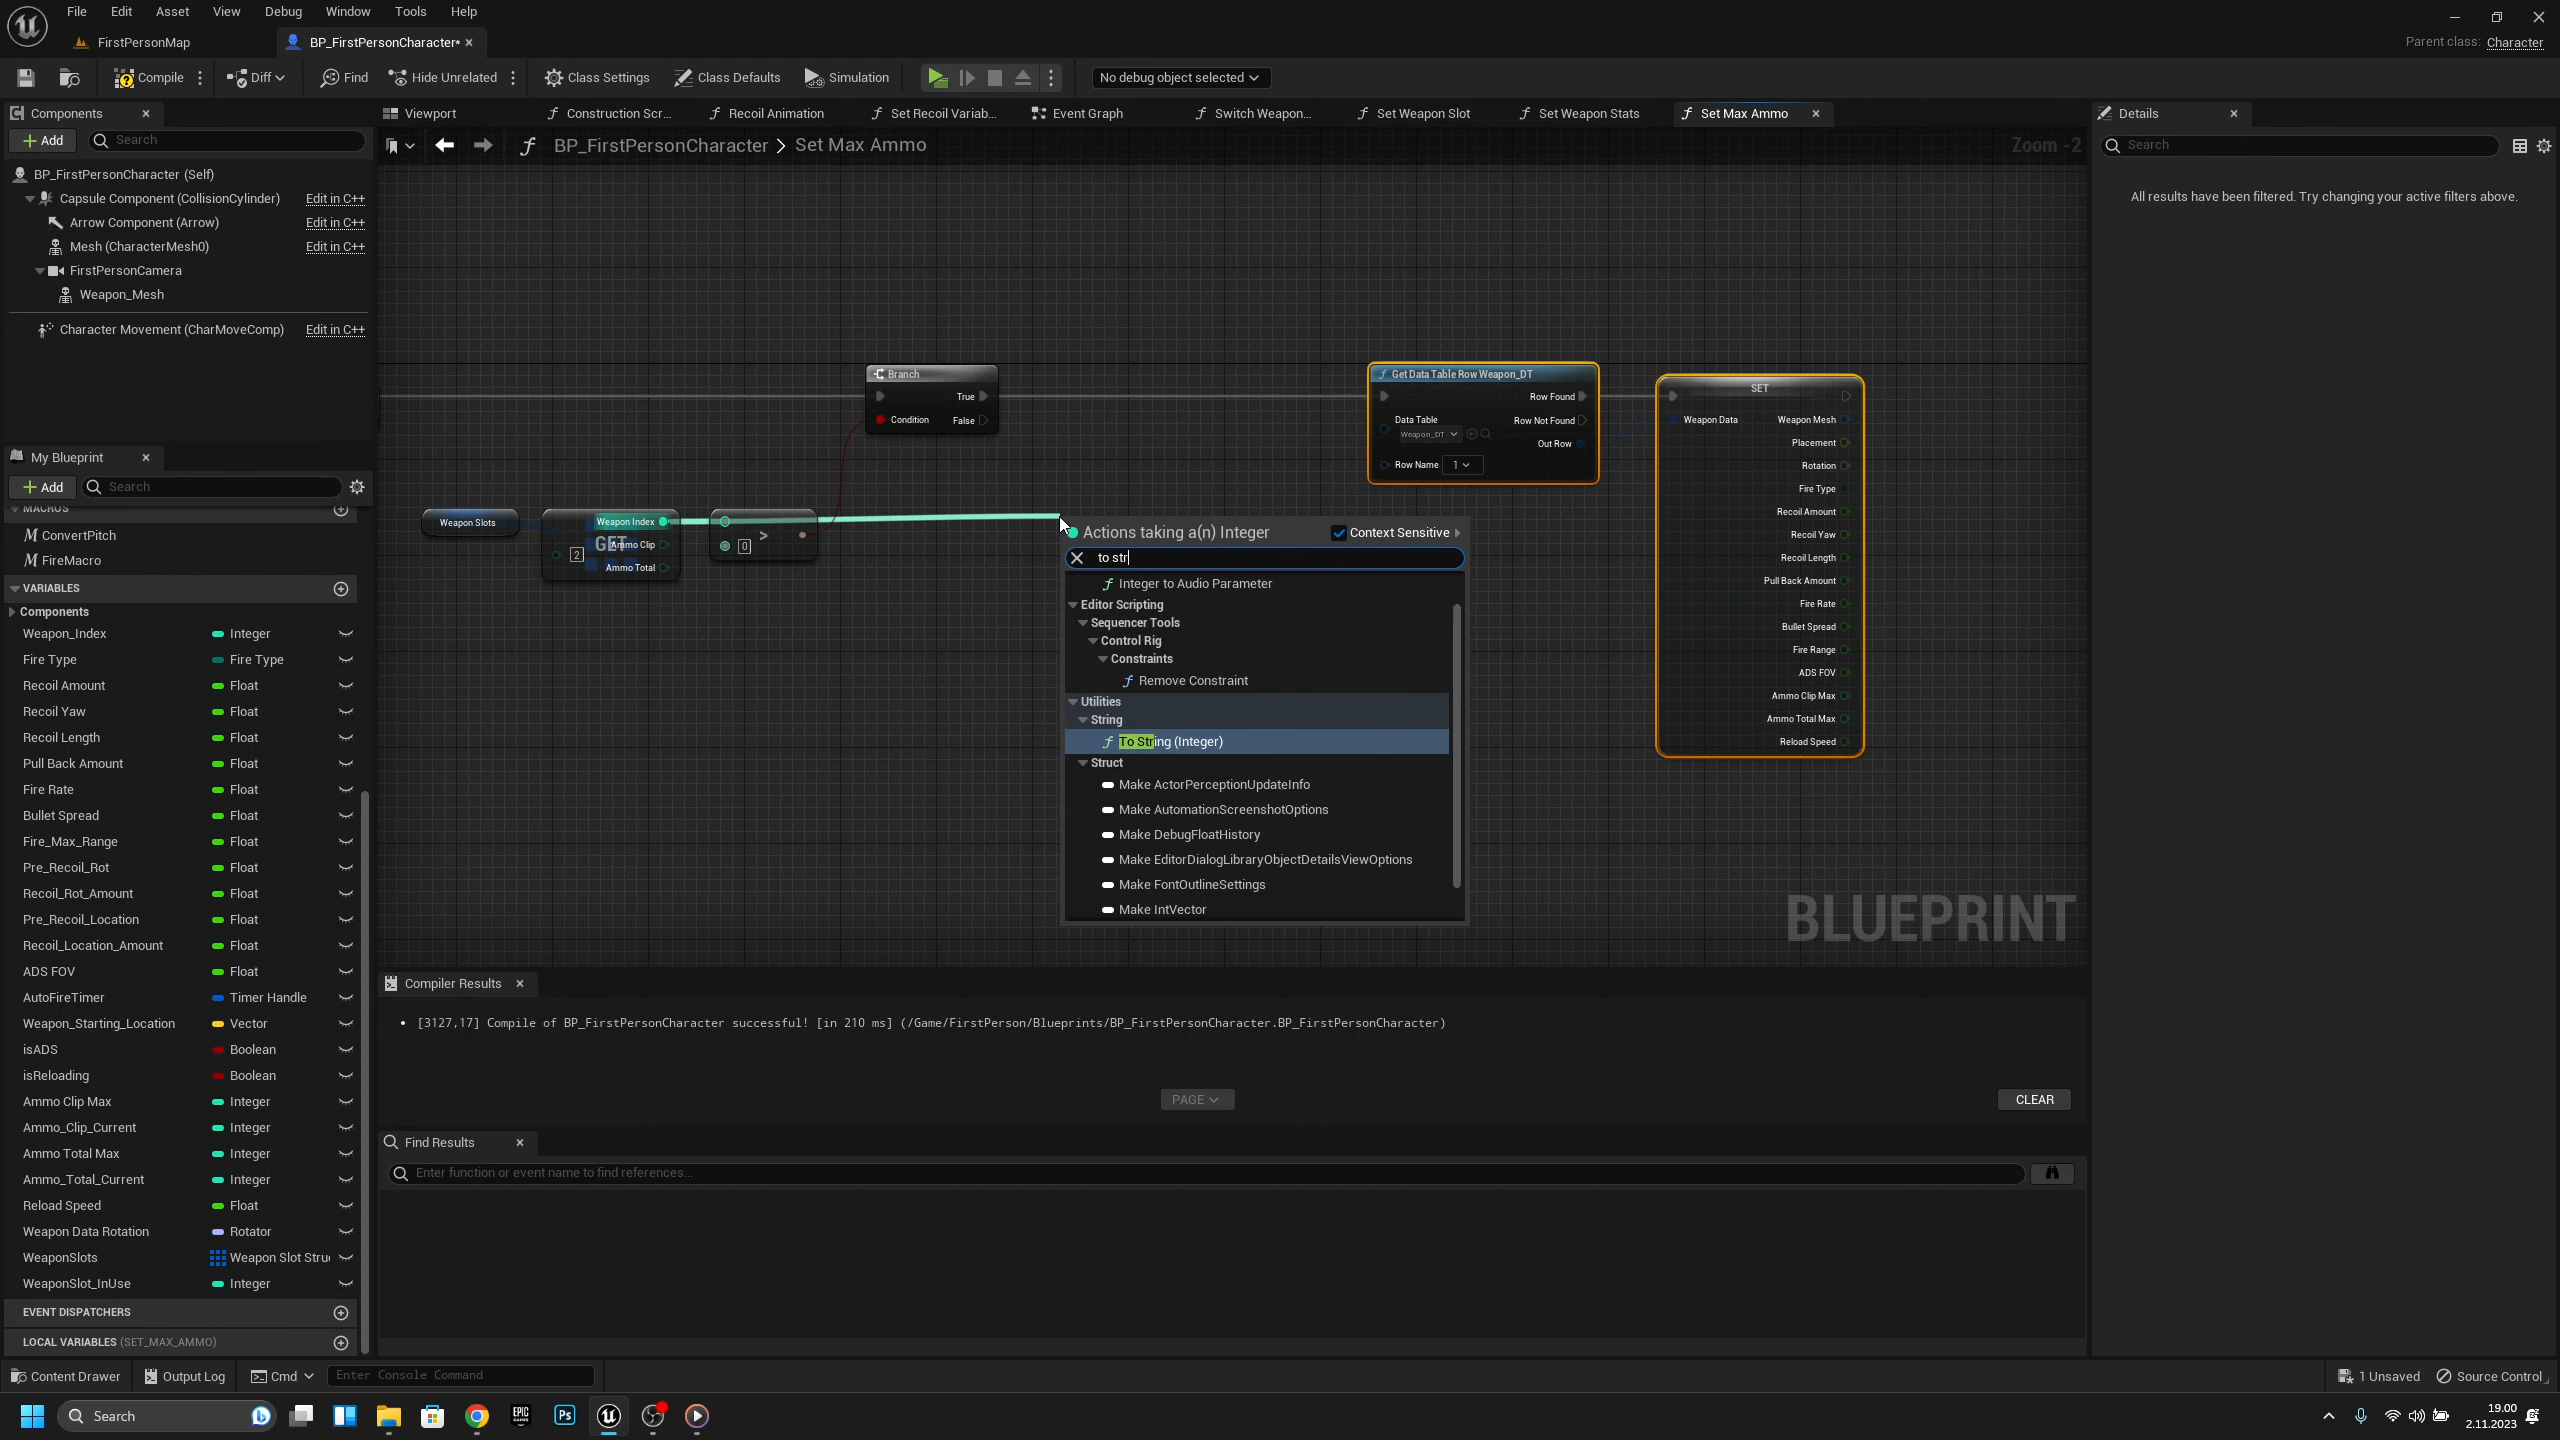 File Edit Asset View Debug Window Tools Help
FirstPersonMap
BP_FirstPersonCharacter*
Parent class: Character
Compile
Diff
Find
Hide Unrelated
Class Settings
Class Defaults
Simulation
No debug object selected
Components
Add
Search
BP_FirstPersonCharacter (Self)
Capsule Component (CollisionCylinder) Edit in C++
Arrow Component (Arrow) Edit in C++
Mesh (CharacterMesh0) Edit in C++
FirstPersonCamera
Weapon_Mesh
Character Movement (CharMoveComp) Edit in C++
My Blueprint
Add
Search
MACROS
ConvertPitch
FireMacro
VARIABLES
Components
Weapon_Index Integer
Fire Type Fire Type
Recoil Amount Float
Recoil Yaw Float
Recoil Length Float
Pull Back Amount Float
Fire Rate Float
Bullet Spread Float
Fire_Max_Range Float
Pre_Recoil_Rot Float
Recoil_Rot_Amount Float
Pre_Recoil_Location Float
Recoil_Location_Amount Float
ADS FOV Float
AutoFireTimer Timer Handle
Weapon_Starting_Location Vector
isADS Boolean
isReloading Boolean
Ammo Clip Max Integer
Ammo_Clip_Current Integer
Ammo Total Max Integer
Ammo_Total_Current Integer
Reload Speed Float
Weapon Data Rotation Rotator
WeaponSlots Weapon Slot Stru
WeaponSlot_InUse Integer
EVENT DISPATCHERS
LOCAL VARIABLES (SET_MAX_AMMO)
Viewport
Construction Scr...
Recoil Animation
Set Recoil Variab...
Event Graph
Switch Weapon...
Set Weapon Slot
Set Weapon Stats
Set Max Ammo
BP_FirstPersonCharacter > Set Max Ammo
Zoom -2
Branch
True
Condition False
Weapon Slots
Weapon Index
GET
Ammo Clip
2
Ammo Total
>
0
Get Data Table Row Weapon_DT
Row Found
Data Table Row Not Found
Weapon_DT
Out Row
Row Name 1
SET
Weapon Data Weapon Mesh
Placement
Rotation
Fire Type
Recoil Amount
Recoil Yaw
Recoil Length
Pull Back Amount
Fire Rate
Bullet Spread
Fire Range
ADS FOV
Ammo Clip Max
Ammo Total Max
Reload Speed
Actions taking a(n) Integer Context Sensitive
to str
Integer to Audio Parameter
Editor Scripting
Sequencer Tools
Control Rig
Constraints
Remove Constraint
Utilities
String
To String (Integer)
Struct
Make ActorPerceptionUpdateInfo
Make AutomationScreenshotOptions
Make DebugFloatHistory
Make EditorDialogLibraryObjectDetailsViewOptions
Make FontOutlineSettings
Make IntVector
BLUEPRINT
Compiler Results
[3127,17] Compile of BP_FirstPersonCharacter successful! [in 210 ms] (/Game/FirstPerson/Blueprints/BP_FirstPersonCharacter.BP_FirstPersonCharacter)
PAGE
CLEAR
Find Results
Enter function or event name to find references...
Details
Search
All results have been filtered. Try changing your active filters above.
Content Drawer
Output Log
Cmd
Enter Console Command
1 Unsaved
Source Control
Search
EPIC GAMES
Ps
19.00
2.11.2023